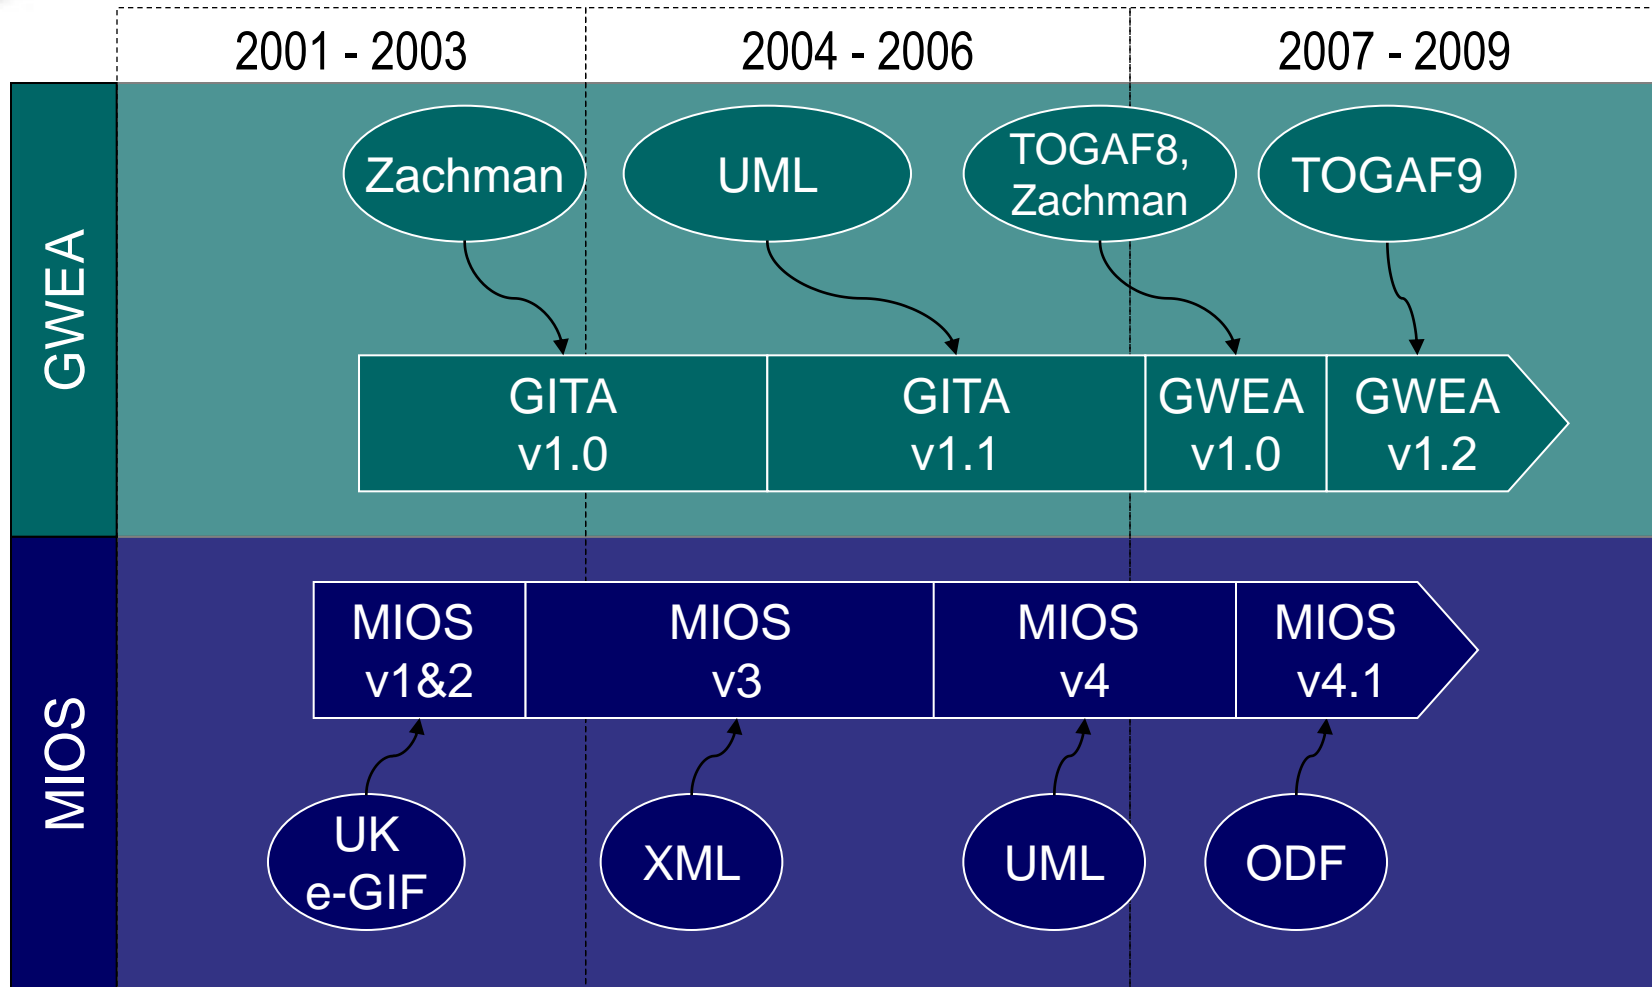 2001 - 2003
2004 - 2006
2007 - 2009
GWEA
Zachman
UML
TOGAF8,
Zachman
TOGAF9
GITA
v1.0
GITA
v1.1
GWEA
v1.0
GWEA
v1.2
MIOS
MIOS
v1&2
MIOS
v3
MIOS
v4
MIOS
v4.1
UK
e-GIF
XML
UML
ODF